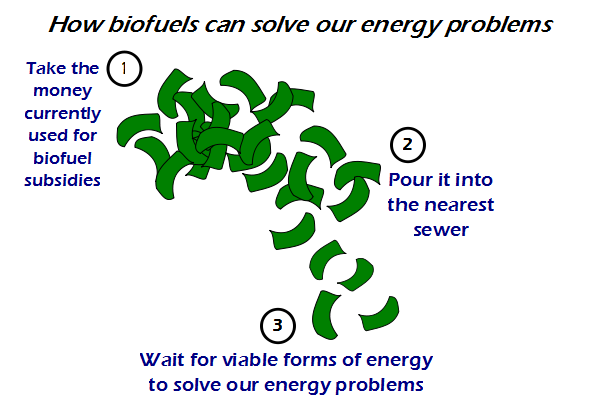 How biofuels can solve our energy problems
1
Take the
money
currently
used for
biofuel
subsidies
2
Pour it into
the nearest
sewer
3
Wait for viable forms of energy
to solve our energy problems